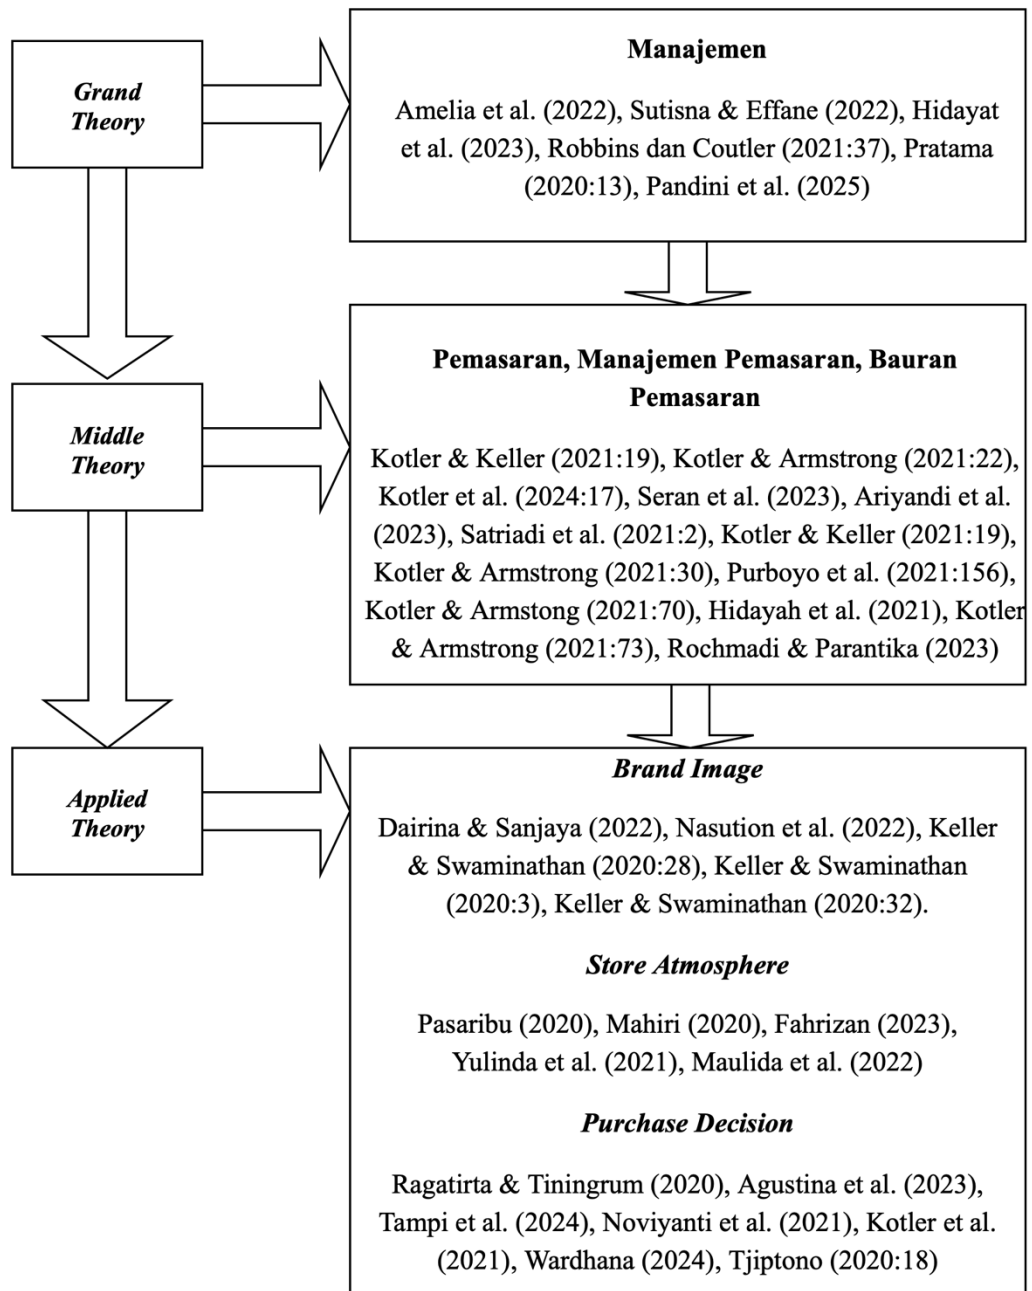 Grand
Theory
Manajemen
Amelia et al. (2022), Sutisna & Effane (2022), Hidayat
et al. (2023), Robbins dan Coutler (2021:37), Pratama
(2020:13), Pandini et al. (2025)
Middle
Theory
Pemasaran, Manajemen Pemasaran, Bauran
Pemasaran
Kotler & Keller (2021:19), Kotler & Armstrong (2021:22),
Kotler et al. (2024:17), Seran et al. (2023), Ariyandi et al.
(2023), Satriadi et al. (2021:2), Kotler & Keller (2021:19),
Kotler & Armstrong (2021:30), Purboyo et al. (2021:156),
Kotler & Armstong (2021:70), Hidayah et al. (2021), Kotler
& Armstrong (2021:73), Rochmadi & Parantika (2023)
Applied
Theory
Brand Image
Dairina & Sanjaya (2022), Nasution et al. (2022), Keller
& Swaminathan (2020:28), Keller & Swaminathan
(2020:3), Keller & Swaminathan (2020:32).
Store Atmosphere
Pasaribu (2020), Mahiri (2020), Fahrizan (2023),
Yulinda et al. (2021), Maulida et al. (2022)
Purchase Decision
Ragatirta & Tiningrum (2020), Agustina et al. (2023),
Tampi et al. (2024), Noviyanti et al. (2021), Kotler et al.
(2021), Wardhana (2024), Tjiptono (2020:18)